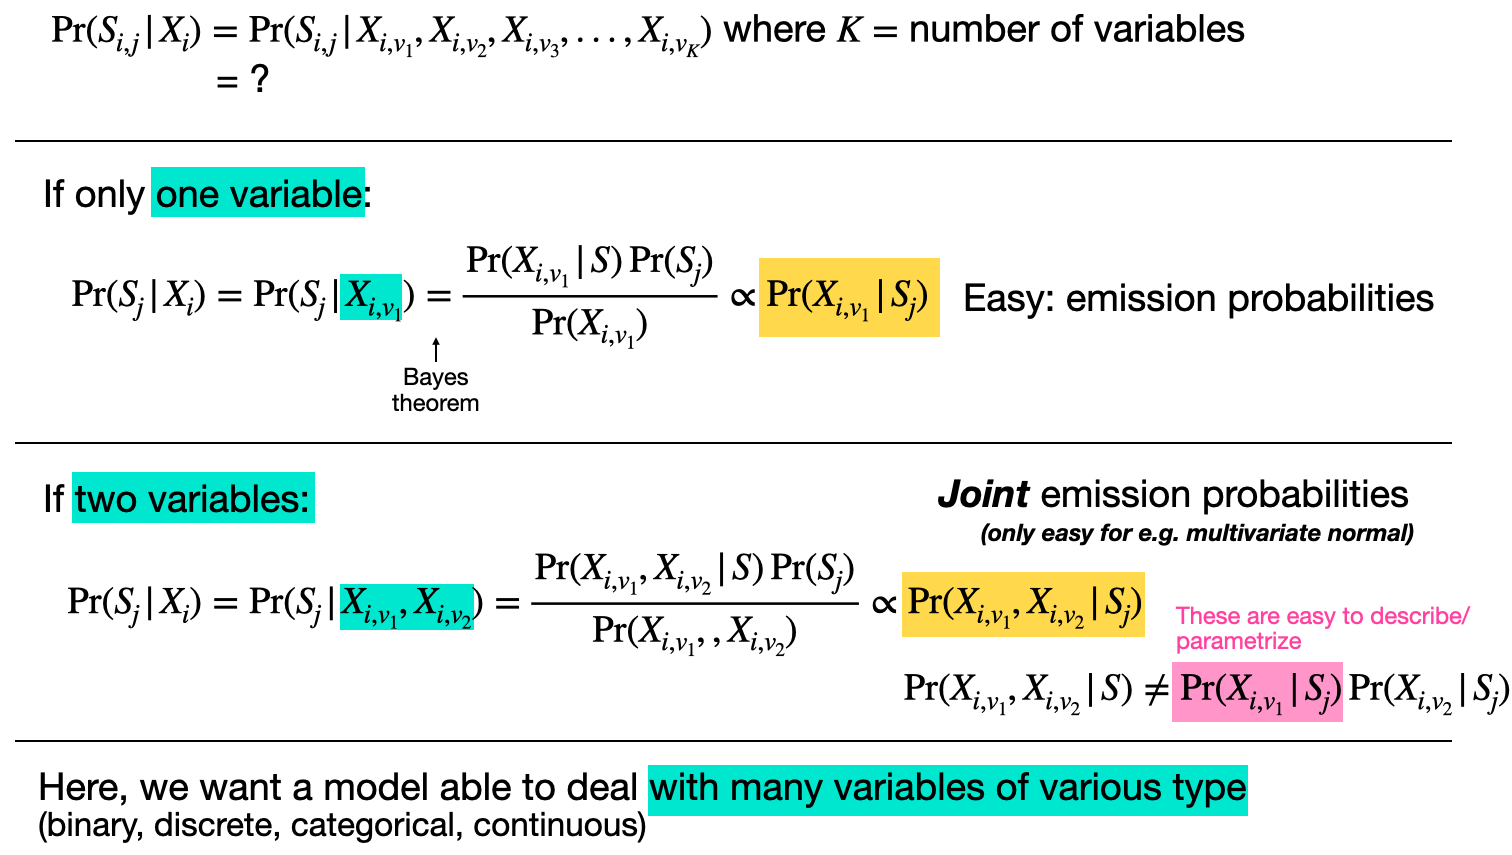 Pr(S_{i,j} | X_i) = Pr(S_{i,j} | X_{i,v_1}, X_{i,v_2}, X_{i,v_3}, . . . , X_{i,v_K}) where K = number of variables
= ?
If only one variable:
Pr(S_j | X_i) = Pr(S_j | X_{i,v_1}) = \frac{Pr(X_{i,v_1} | S) Pr(S_j)}{Pr(X_{i,v_1})} ∝ Pr(X_{i,v_1} | S_j) Easy: emission probabilities
Bayes
theorem
If two variables:
Joint emission probabilities
(only easy for e.g. multivariate normal)
Pr(S_j | X_i) = Pr(S_j | X_{i,v_1}, X_{i,v_2}) = \frac{Pr(X_{i,v_1}, X_{i,v_2} | S) Pr(S_j)}{Pr(X_{i,v_1}, , X_{i,v_2})} ∝ Pr(X_{i,v_1}, X_{i,v_2} | S_j)
These are easy to describe/
parametrize
Pr(X_{i,v_1}, X_{i,v_2} | S) ≠ Pr(X_{i,v_1} | S_j) Pr(X_{i,v_2} | S_j)
Here, we want a model able to deal with many variables of various type
(binary, discrete, categorical, continuous)